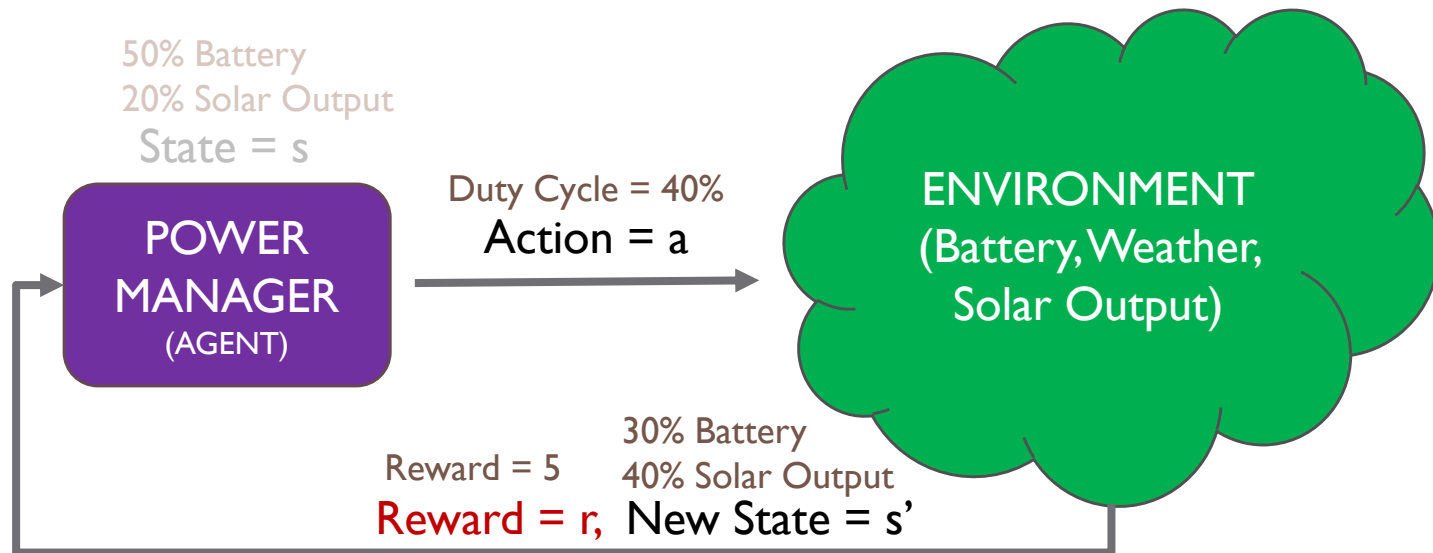 50% Battery
20% Solar Output
State = s
POWER
MANAGER
(AGENT)
Duty Cycle = 40%
Action = a
ENVIRONMENT
(Battery, Weather,
Solar Output)
Reward = 5
30% Battery
40% Solar Output
Reward = r, New State = s’